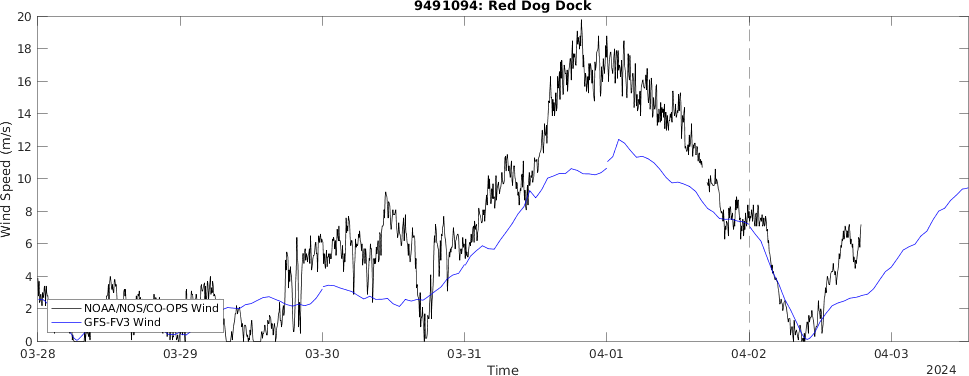 9491094: Red Dog Dock
Wind Speed (m/s)
20
18
16
14
12
10
8
6
4
2
0
NOAA/NOS/CO-OPS Wind
GFS-FV3 Wind
03-28 03-29 03-30 03-31 04-01 04-02 04-03
Time
2024